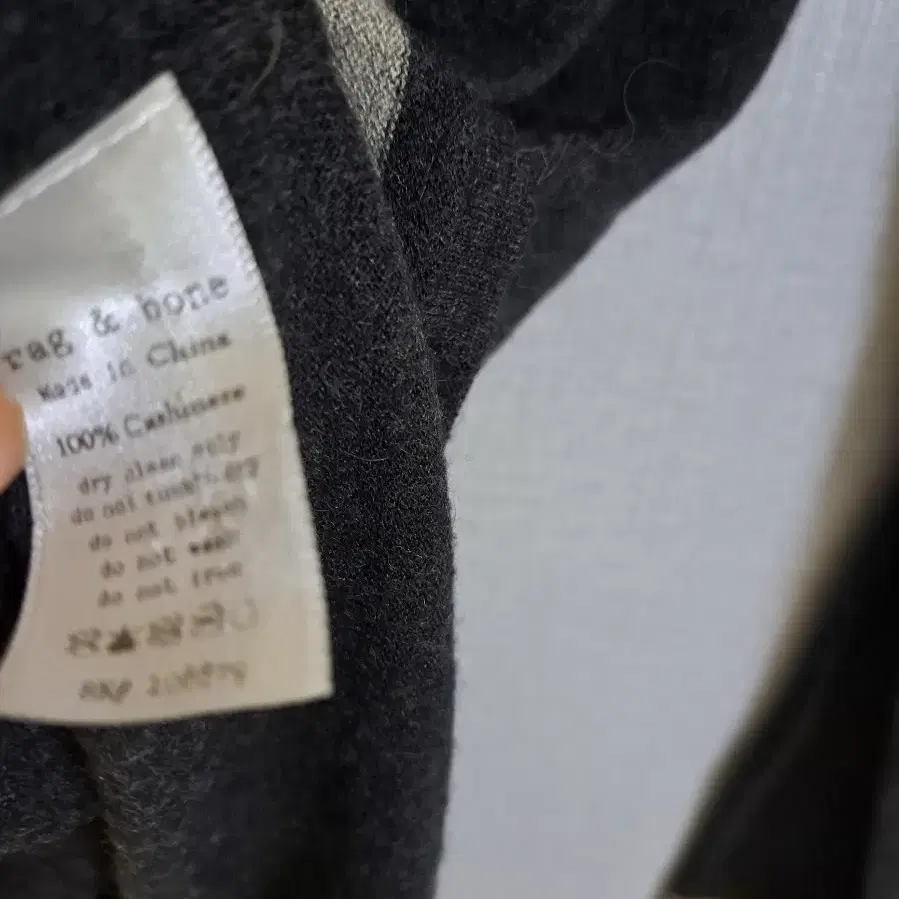 rag & bone
Made in China
100% Cashmere
dry clean only
do not tumble dry
do not bleach
do not wash
do not iron